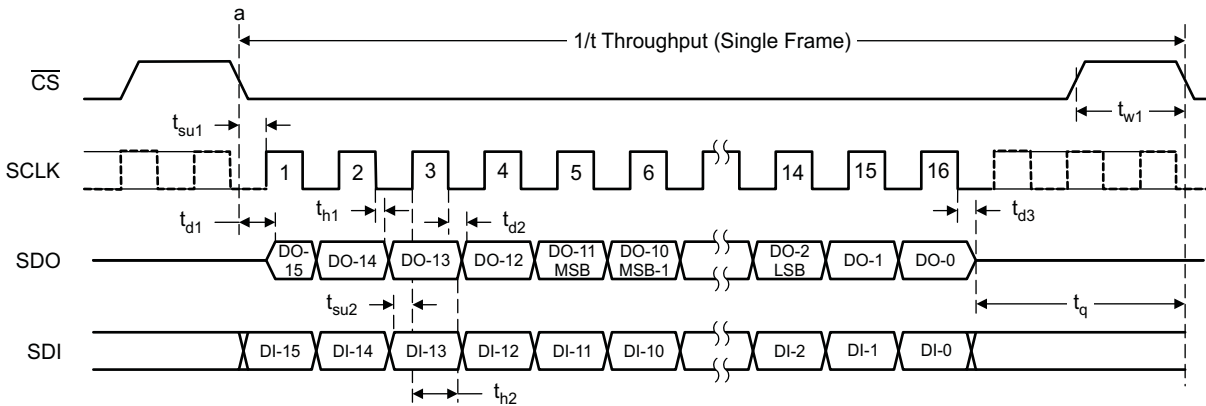 a
1/t Throughput (Single Frame)
CS
t_w1
t_su1
SCLK
1 2 3 4 5 6 14 15 16
t_d1
t_h1
t_d2
t_d3
SDO
DO-15 DO-14 DO-13 DO-12 DO-11 MSB DO-10 MSB-1 DO-2 LSB DO-1 DO-0
t_su2
t_q
SDI
DI-15 DI-14 DI-13 DI-12 DI-11 DI-10 DI-2 DI-1 DI-0
t_h2